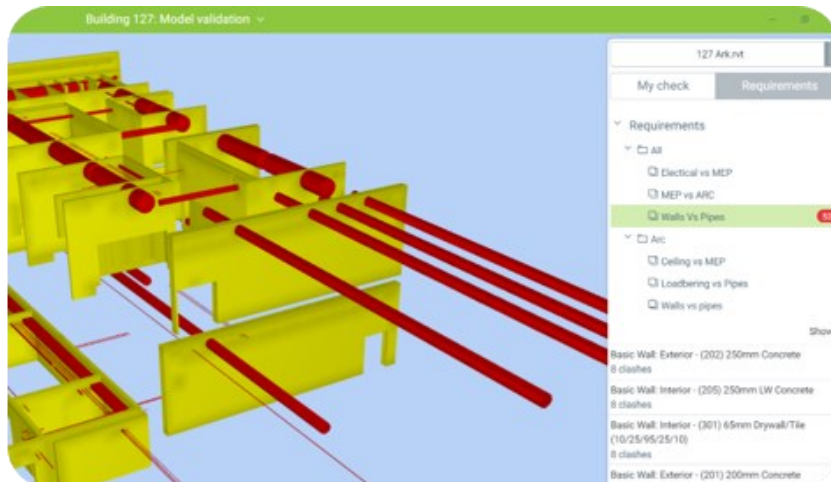 Building 127: Model validation
127 Ark.rvt
My check
Requirements
Requirements
All
Electical vs MEP
MEP vs ARC
Walls Vs Pipes
Arc
Ceiling vs MEP
Loadbering vs Pipes
Walls vs pipes
Show
Basic Wall: Exterior - (202) 250mm Concrete
8 clashes
Basic Wall: Interior - (205) 250mm LW Concrete
8 clashes
Basic Wall: Interior - (301) 65mm Drywall/Tile
(10/25/95/25/10)
8 clashes
Basic Wall: Exterior - (201) 200mm Concrete